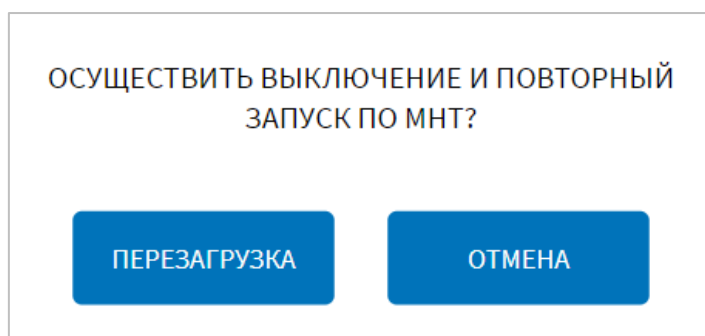 ОСУЩЕСТВИТЬ ВЫКЛЮЧЕНИЕ И ПОВТОРНЫЙ
ЗАПУСК ПО МНТ?
ПЕРЕЗАГРУЗКА
ОТМЕНА